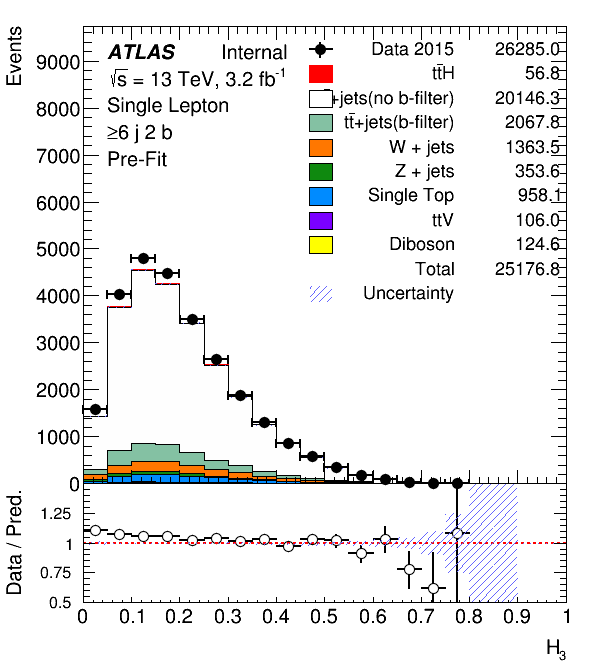 ATLAS Internal
√s = 13 TeV, 3.2 fb⁻¹
Single Lepton
≥6 j 2 b
Pre-Fit
Data 2015 26285.0
tt̄H 56.8
+jets(no b-filter) 20146.3
tt̄+jets(b-filter) 2067.8
W + jets 1363.5
Z + jets 353.6
Single Top 958.1
ttV 106.0
Diboson 124.6
Total 25176.8
Uncertainty
Events
9000
8000
7000
6000
5000
4000
3000
2000
1000
0
Data / Pred.
1.25
1
0.75
0.5
0 0.1 0.2 0.3 0.4 0.5 0.6 0.7 0.8 0.9 1
H₃